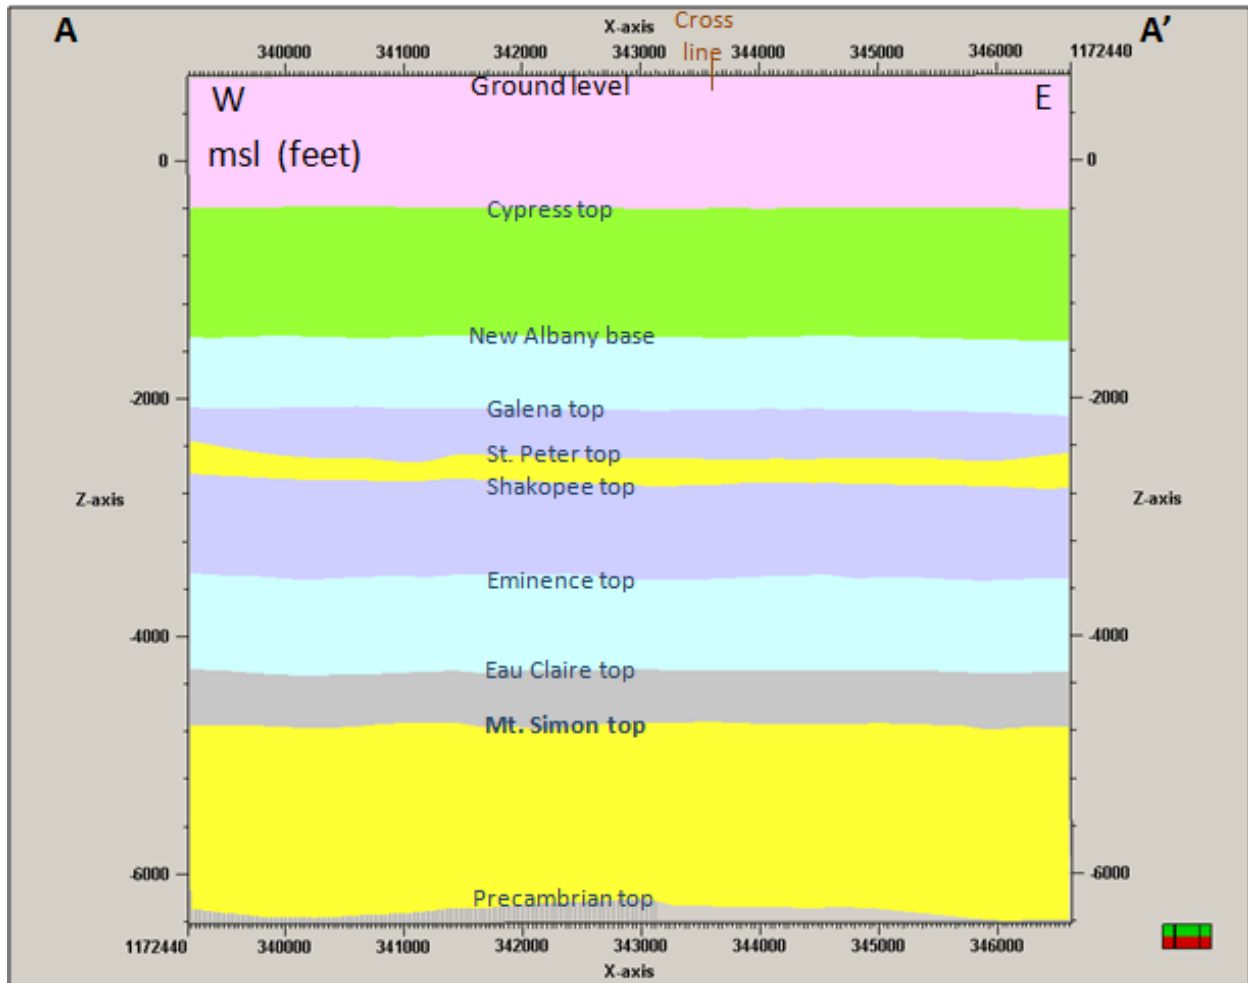 A
X-axis
Cross
line
A’
340000 341000 342000 343000 344000 345000 346000 1172440
Ground level
W
E
msl (feet)
0
0
Cypress top
New Albany base
-2000
-2000
Galena top
St. Peter top
Shakopee top
Z-axis
Z-axis
Eminence top
-4000
-4000
Eau Claire top
Mt. Simon top
-6000
-6000
Precambrian top
1172440 340000 341000 342000 343000 344000 345000 346000
X-axis